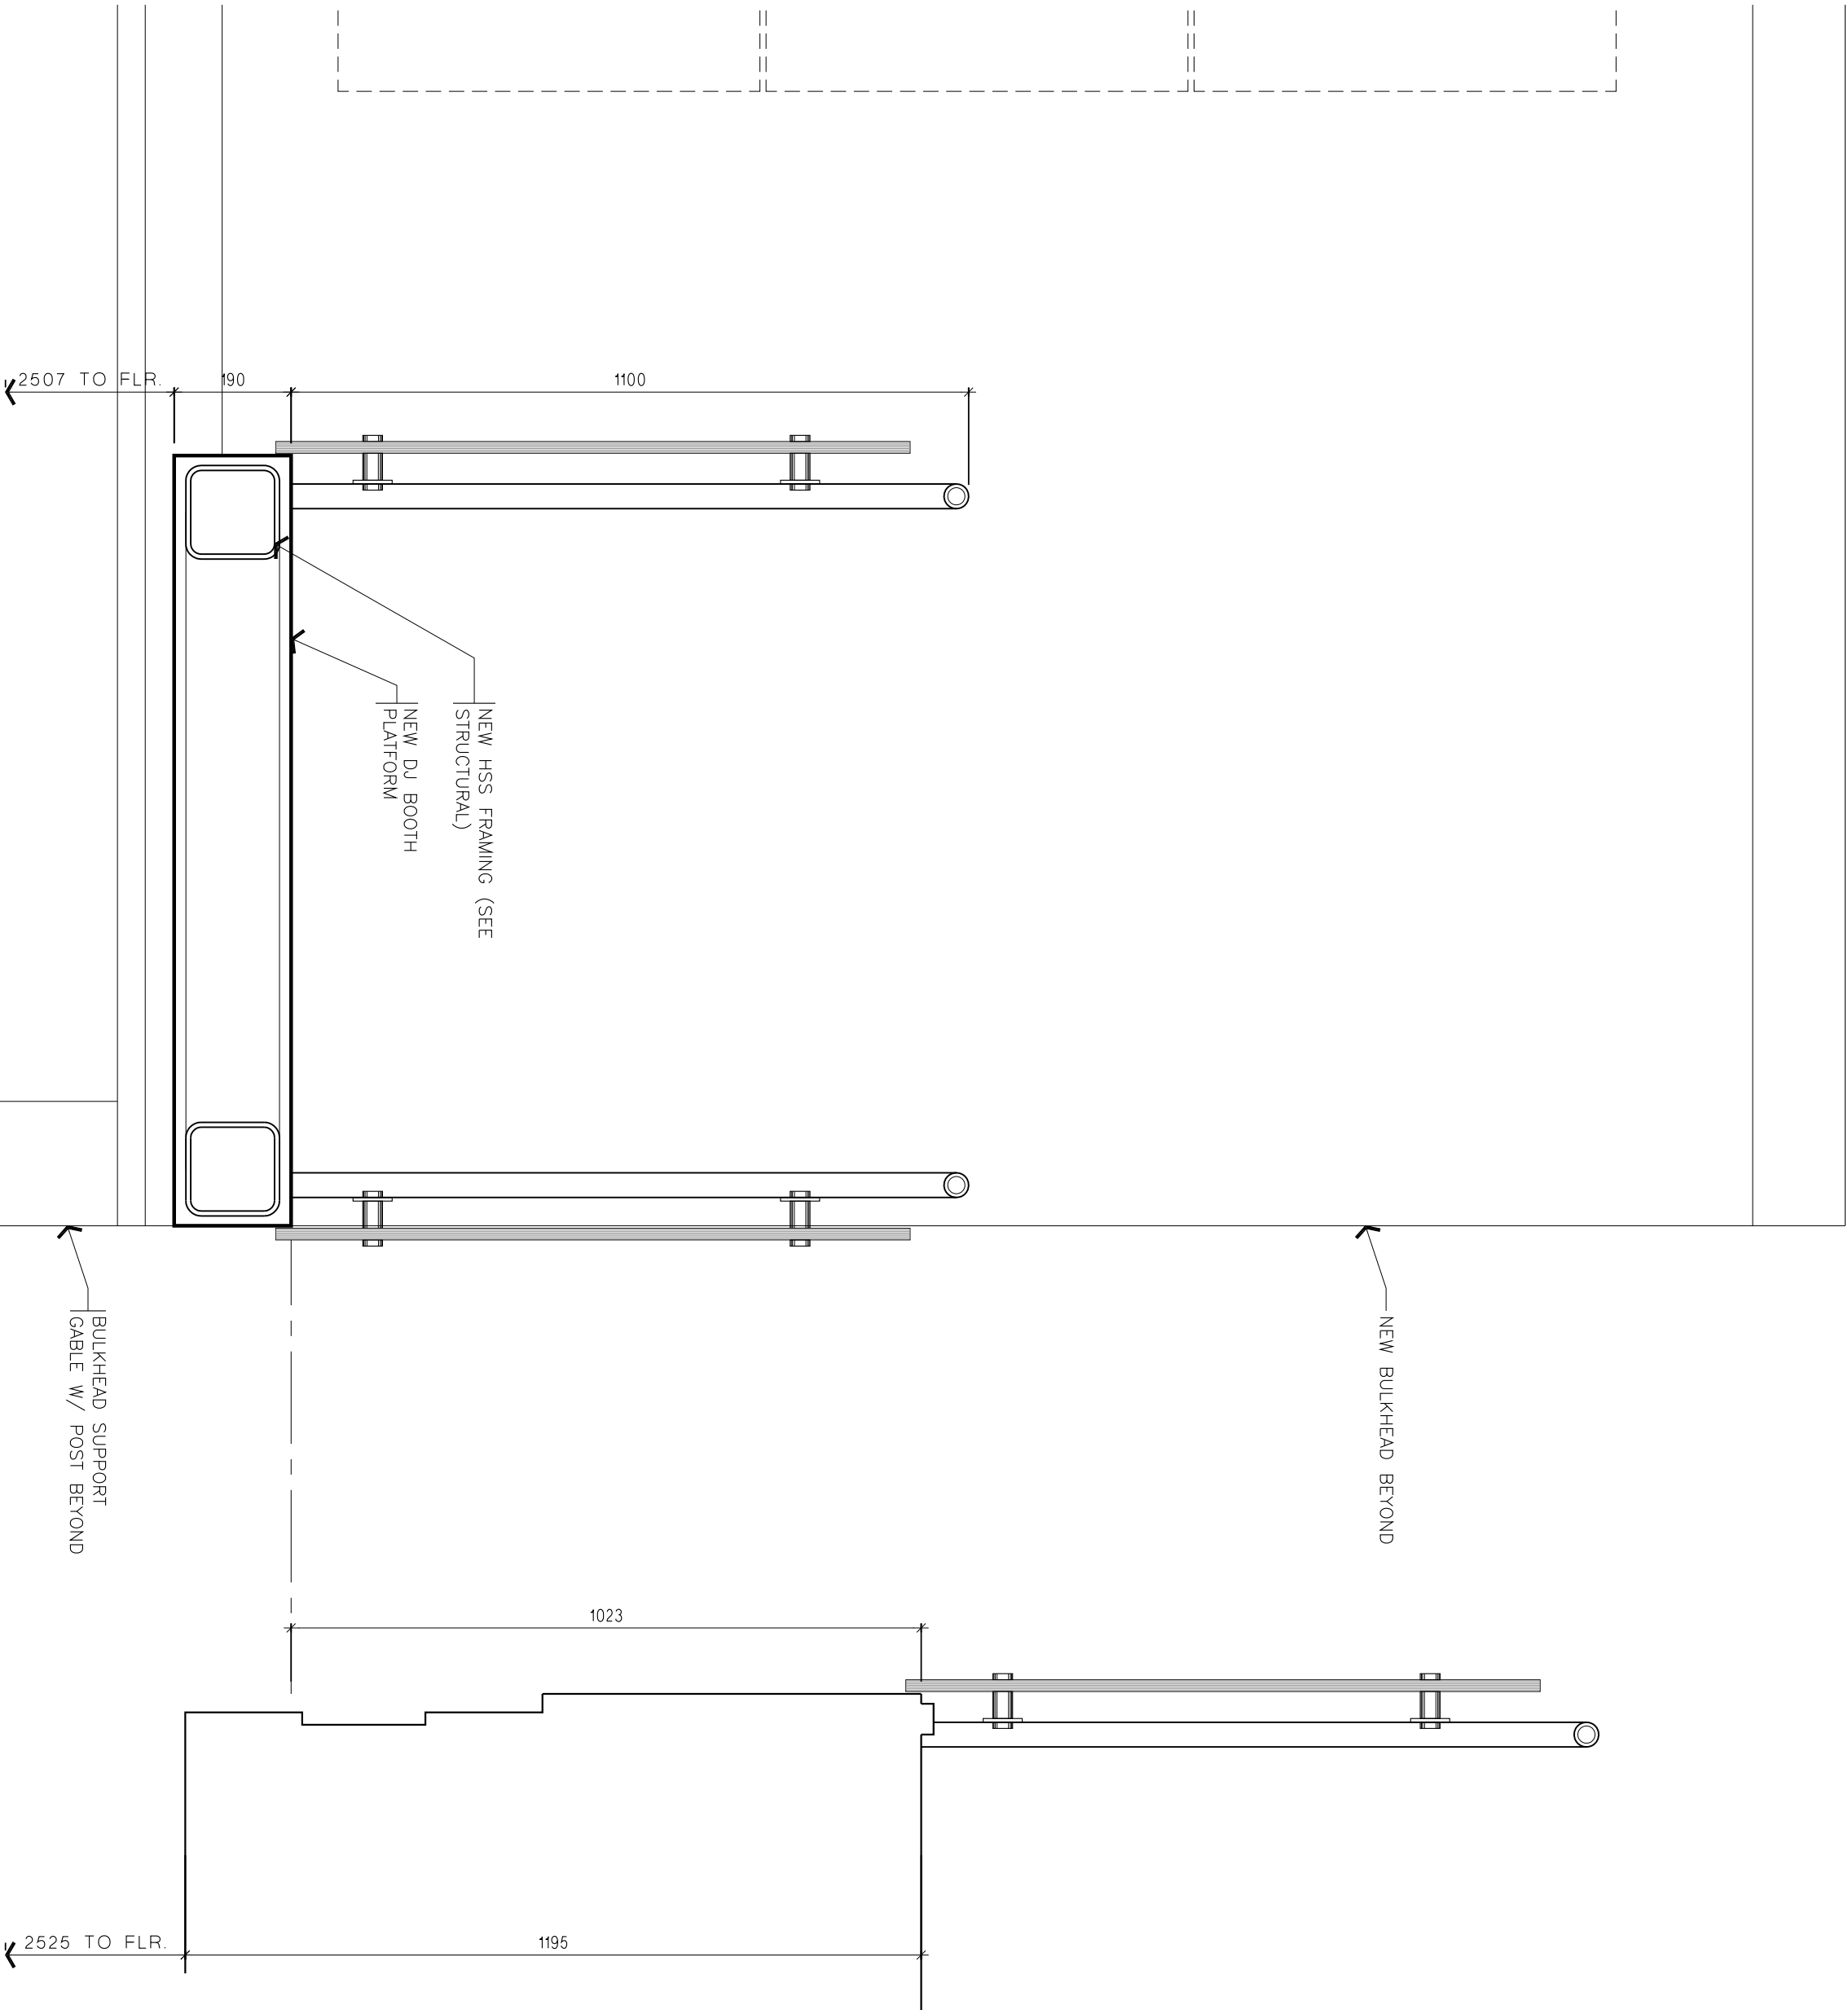 2507 TO FLR.
190
1100
NEW HSS FRAMING (SEE
STRUCTURAL)
NEW DJ BOOTH
PLATFORM
NEW BULKHEAD BEYOND
BULKHEAD SUPPORT
GABLE W/ POST BEYOND
1023
2525 TO FLR.
1195